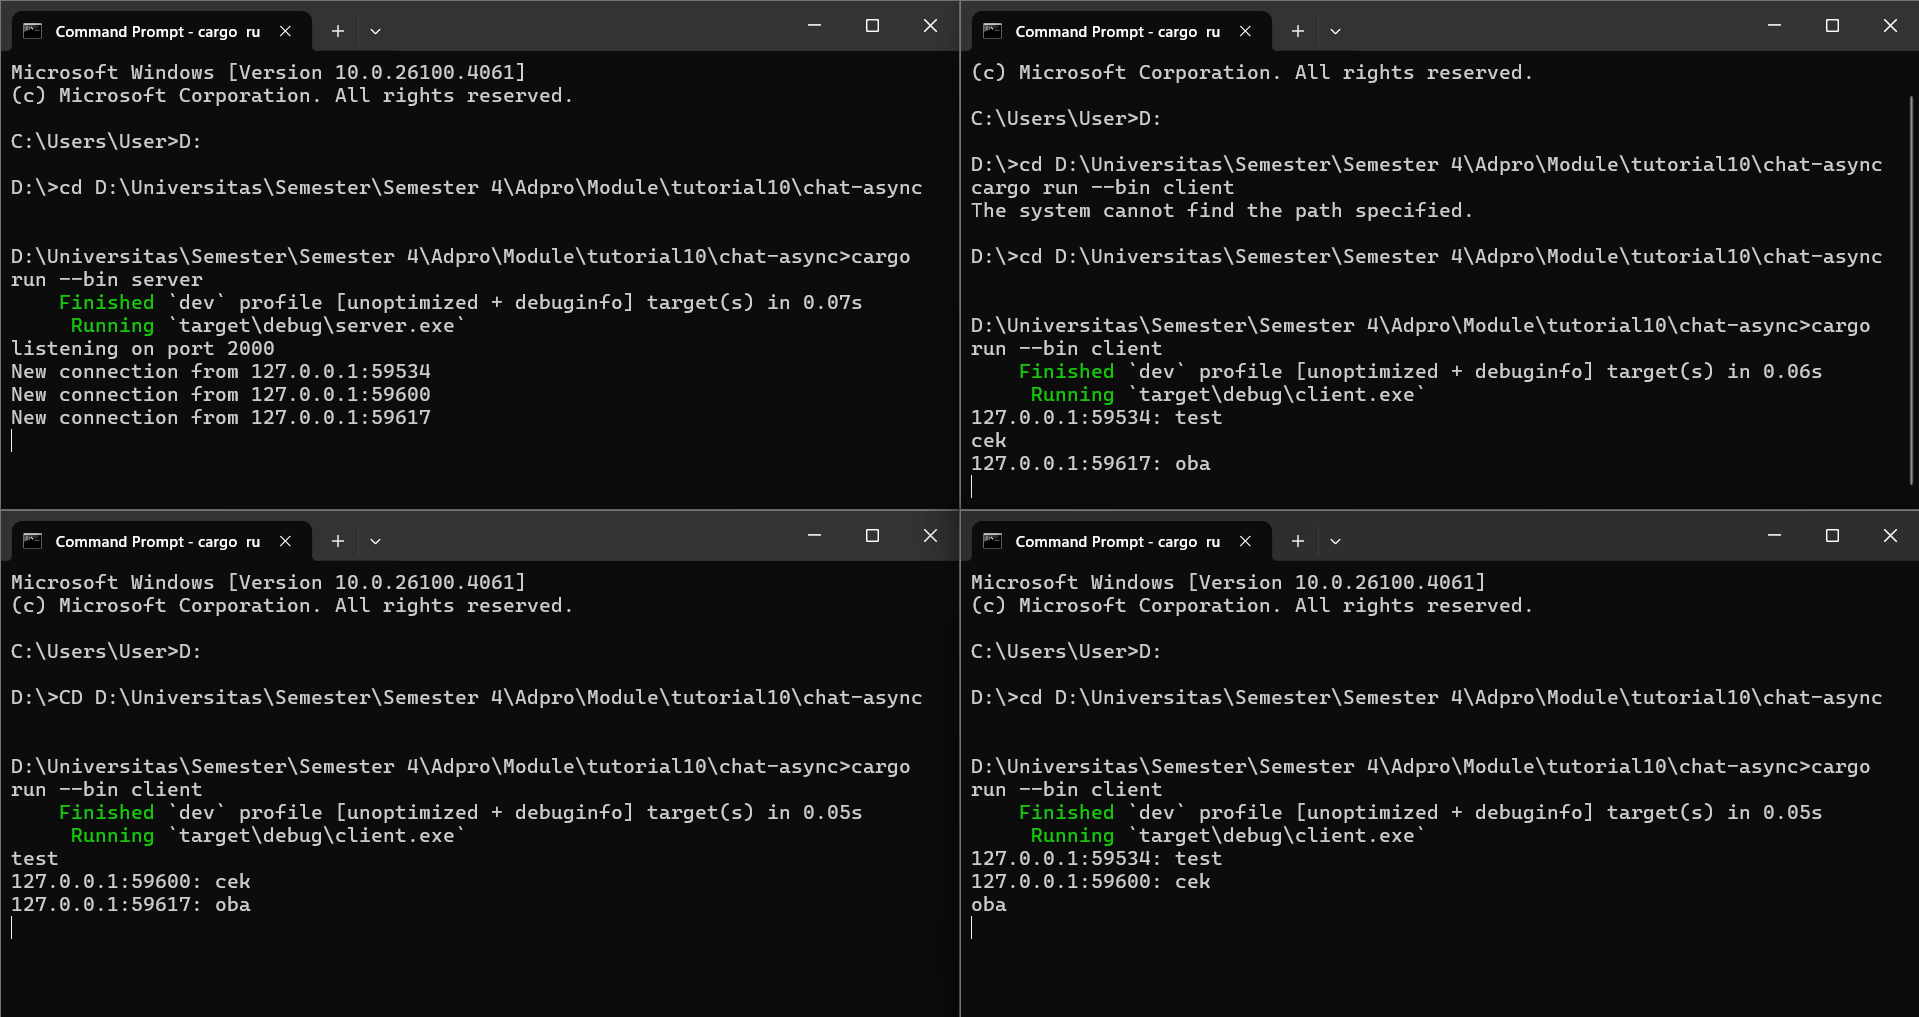 Command Prompt - cargo  ru
Microsoft Windows [Version 10.0.26100.4061]
(c) Microsoft Corporation. All rights reserved.
C:\Users\User>D:
D:\>cd D:\Universitas\Semester\Semester 4\Adpro\Module\tutorial10\chat-async
D:\Universitas\Semester\Semester 4\Adpro\Module\tutorial10\chat-async>cargo
run --bin server
    Finished `dev` profile [unoptimized + debuginfo] target(s) in 0.07s
     Running `target\debug\server.exe`
listening on port 2000
New connection from 127.0.0.1:59534
New connection from 127.0.0.1:59600
New connection from 127.0.0.1:59617
Command Prompt - cargo  ru
(c) Microsoft Corporation. All rights reserved.
C:\Users\User>D:
D:\>cd D:\Universitas\Semester\Semester 4\Adpro\Module\tutorial10\chat-async
cargo run --bin client
The system cannot find the path specified.
D:\>cd D:\Universitas\Semester\Semester 4\Adpro\Module\tutorial10\chat-async
D:\Universitas\Semester\Semester 4\Adpro\Module\tutorial10\chat-async>cargo
run --bin client
    Finished `dev` profile [unoptimized + debuginfo] target(s) in 0.06s
     Running `target\debug\client.exe`
127.0.0.1:59534: test
cek
127.0.0.1:59617: oba
Command Prompt - cargo  ru
Microsoft Windows [Version 10.0.26100.4061]
(c) Microsoft Corporation. All rights reserved.
C:\Users\User>D:
D:\>CD D:\Universitas\Semester\Semester 4\Adpro\Module\tutorial10\chat-async
D:\Universitas\Semester\Semester 4\Adpro\Module\tutorial10\chat-async>cargo
run --bin client
    Finished `dev` profile [unoptimized + debuginfo] target(s) in 0.05s
     Running `target\debug\client.exe`
test
127.0.0.1:59600: cek
127.0.0.1:59617: oba
Command Prompt - cargo  ru
Microsoft Windows [Version 10.0.26100.4061]
(c) Microsoft Corporation. All rights reserved.
C:\Users\User>D:
D:\>cd D:\Universitas\Semester\Semester 4\Adpro\Module\tutorial10\chat-async
D:\Universitas\Semester\Semester 4\Adpro\Module\tutorial10\chat-async>cargo
run --bin client
    Finished `dev` profile [unoptimized + debuginfo] target(s) in 0.05s
     Running `target\debug\client.exe`
127.0.0.1:59534: test
127.0.0.1:59600: cek
oba